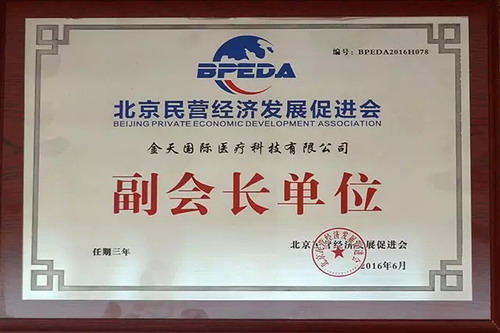 编号：BPEDA2016H078
BPEDA
北京民营经济发展促进会
BEIJING PRIVATE ECONOMIC DEVELOPMENT ASSOCIATION
金天国际医疗科技有限公司
副会长单位
任期三年
北京民营经济发展促进会
2016年6月